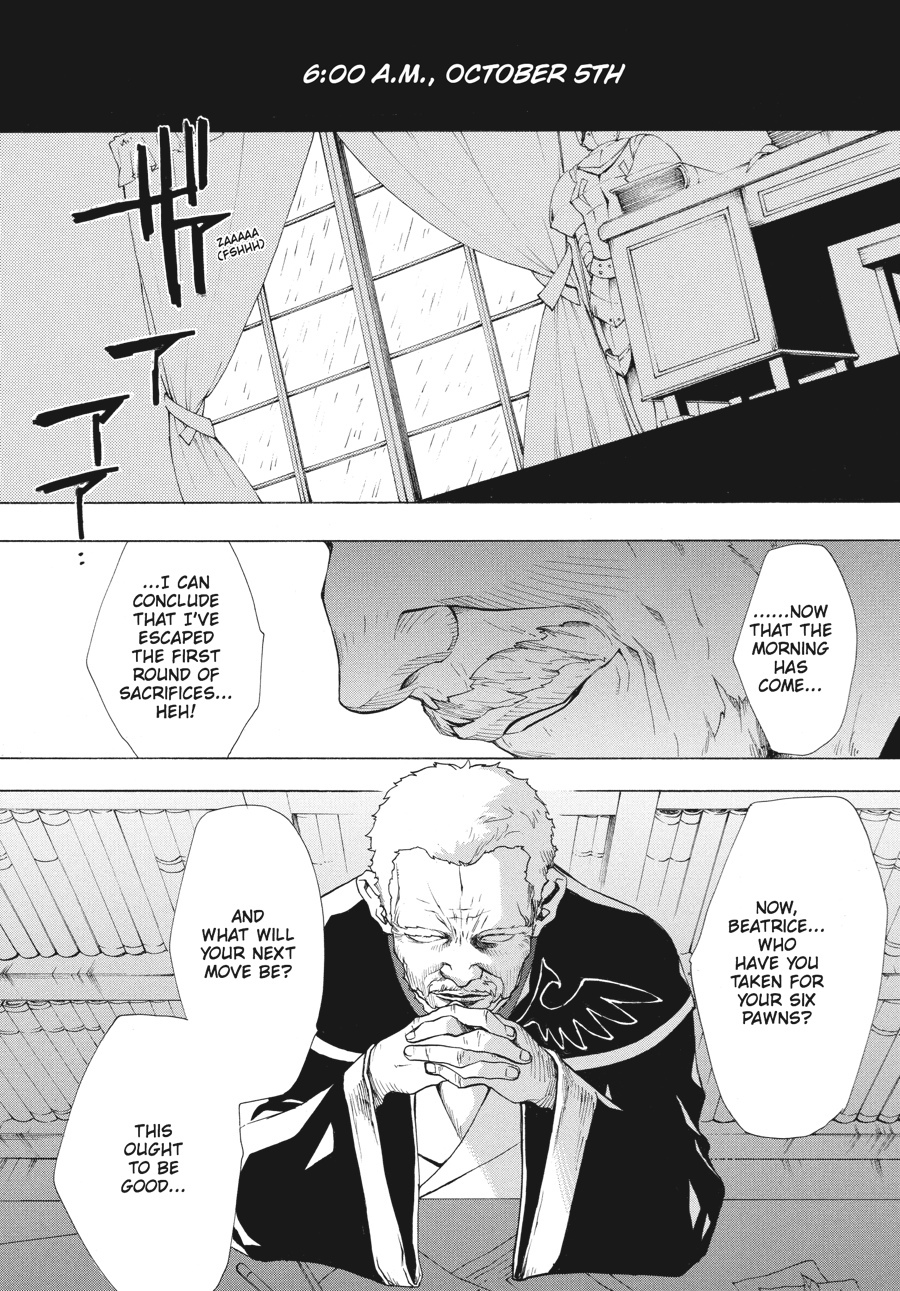 6:00 A.M., OCTOBER 5TH
ザァ
ァ
ァ
ァ
:
ZAAAAA
(FSHHH)
......NOW
THAT THE
MORNING
HAS
COME...
...I CAN
CONCLUDE
THAT I'VE
ESCAPED
THE FIRST
ROUND OF
SACRIFICES...
HEH!
NOW,
BEATRICE...
WHO
HAVE YOU
TAKEN FOR
YOUR SIX
PAWNS?
AND
WHAT WILL
YOUR NEXT
MOVE BE?
THIS
OUGHT
TO BE
GOOD...